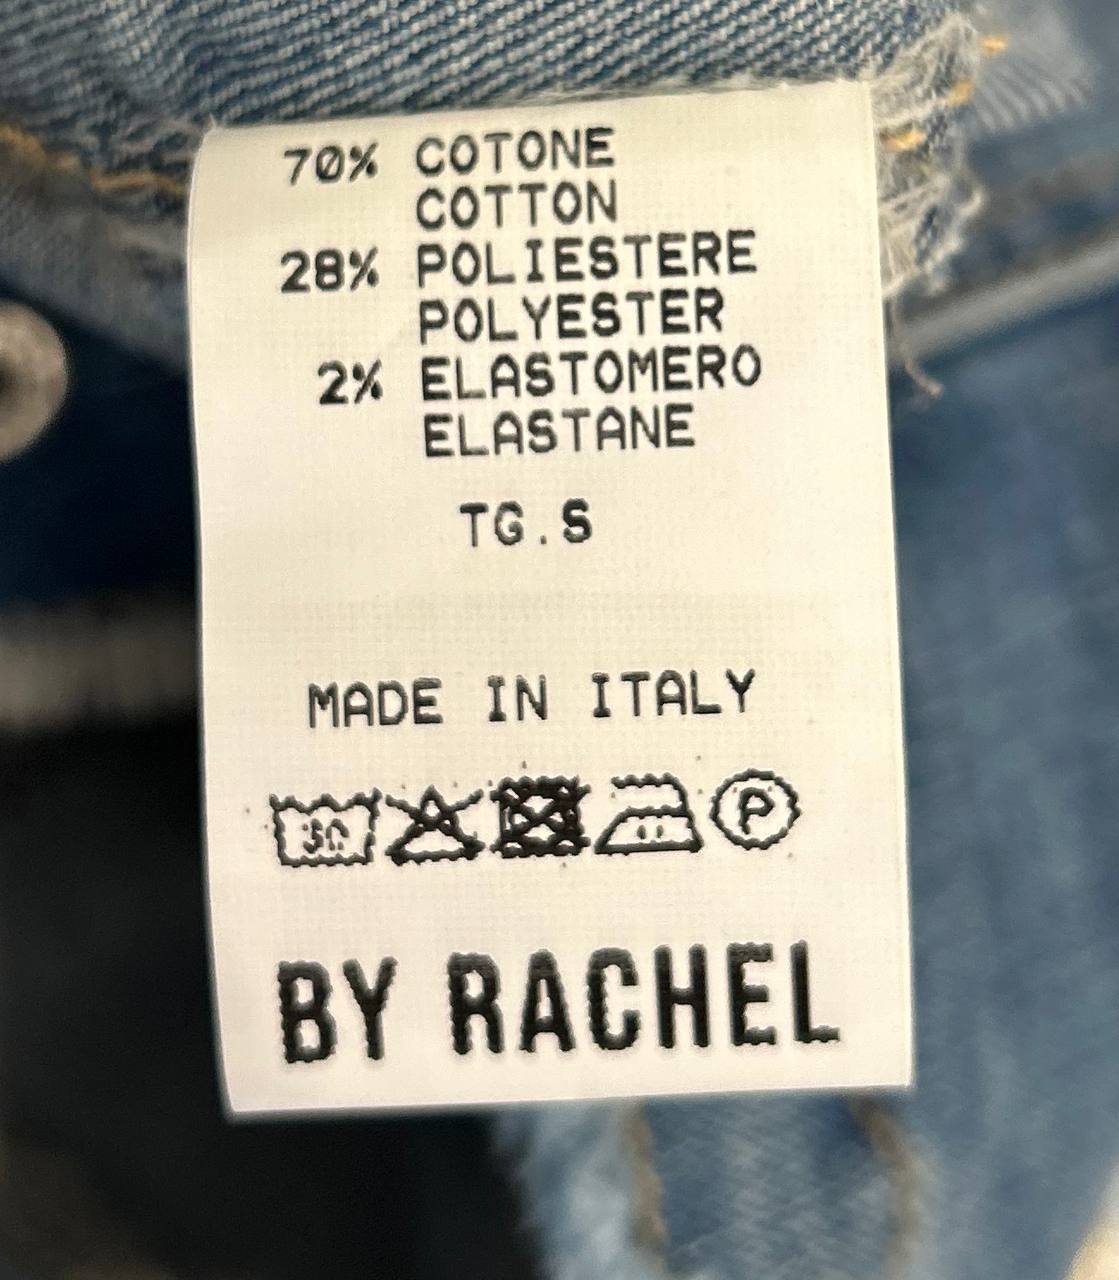 70% COTONE
COTTON
28% POLIESTERE
POLYESTER
2% ELASTOMERO
ELASTANE
TG.S
MADE IN ITALY
30 P
BY RACHEL